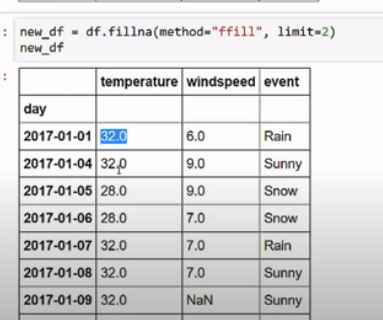 : new_df = df.fillna(method="ffill", limit=2)
new_df
:
temperature windspeed event
day
2017-01-01 32.0 6.0 Rain
2017-01-04 32.0 9.0 Sunny
2017-01-05 28.0 9.0 Snow
2017-01-06 28.0 7.0 Snow
2017-01-07 32.0 7.0 Rain
2017-01-08 32.0 7.0 Sunny
2017-01-09 32.0 NaN Sunny